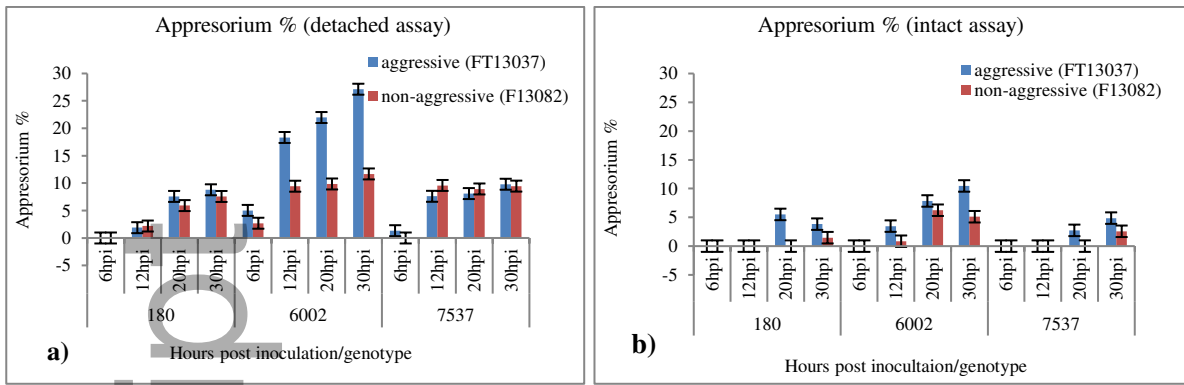 Appresorium % (detached assay)
30
25
20
15
10
5
0
-5
Appresorium %
aggressive (FT13037)
non-aggressive (F13082)
6hpi 12hpi 20hpi 30hpi 6hpi 12hpi 20hpi 30hpi 6hpi 12hpi 20hpi 30hpi
180 6002 7537
a)
Hours post inoculation/genotype
Appresorium % (intact assay)
30
25
20
15
10
5
0
-5
Appresorium %
aggressive (FT13037)
non-aggressive (F13082)
6hpi 12hpi 20hpi 30hpi 6hpi 12hpi 20hpi 30hpi 6hpi 12hpi 20hpi 30hpi
180 6002 7537
b)
Hours post inocultaion/genotype